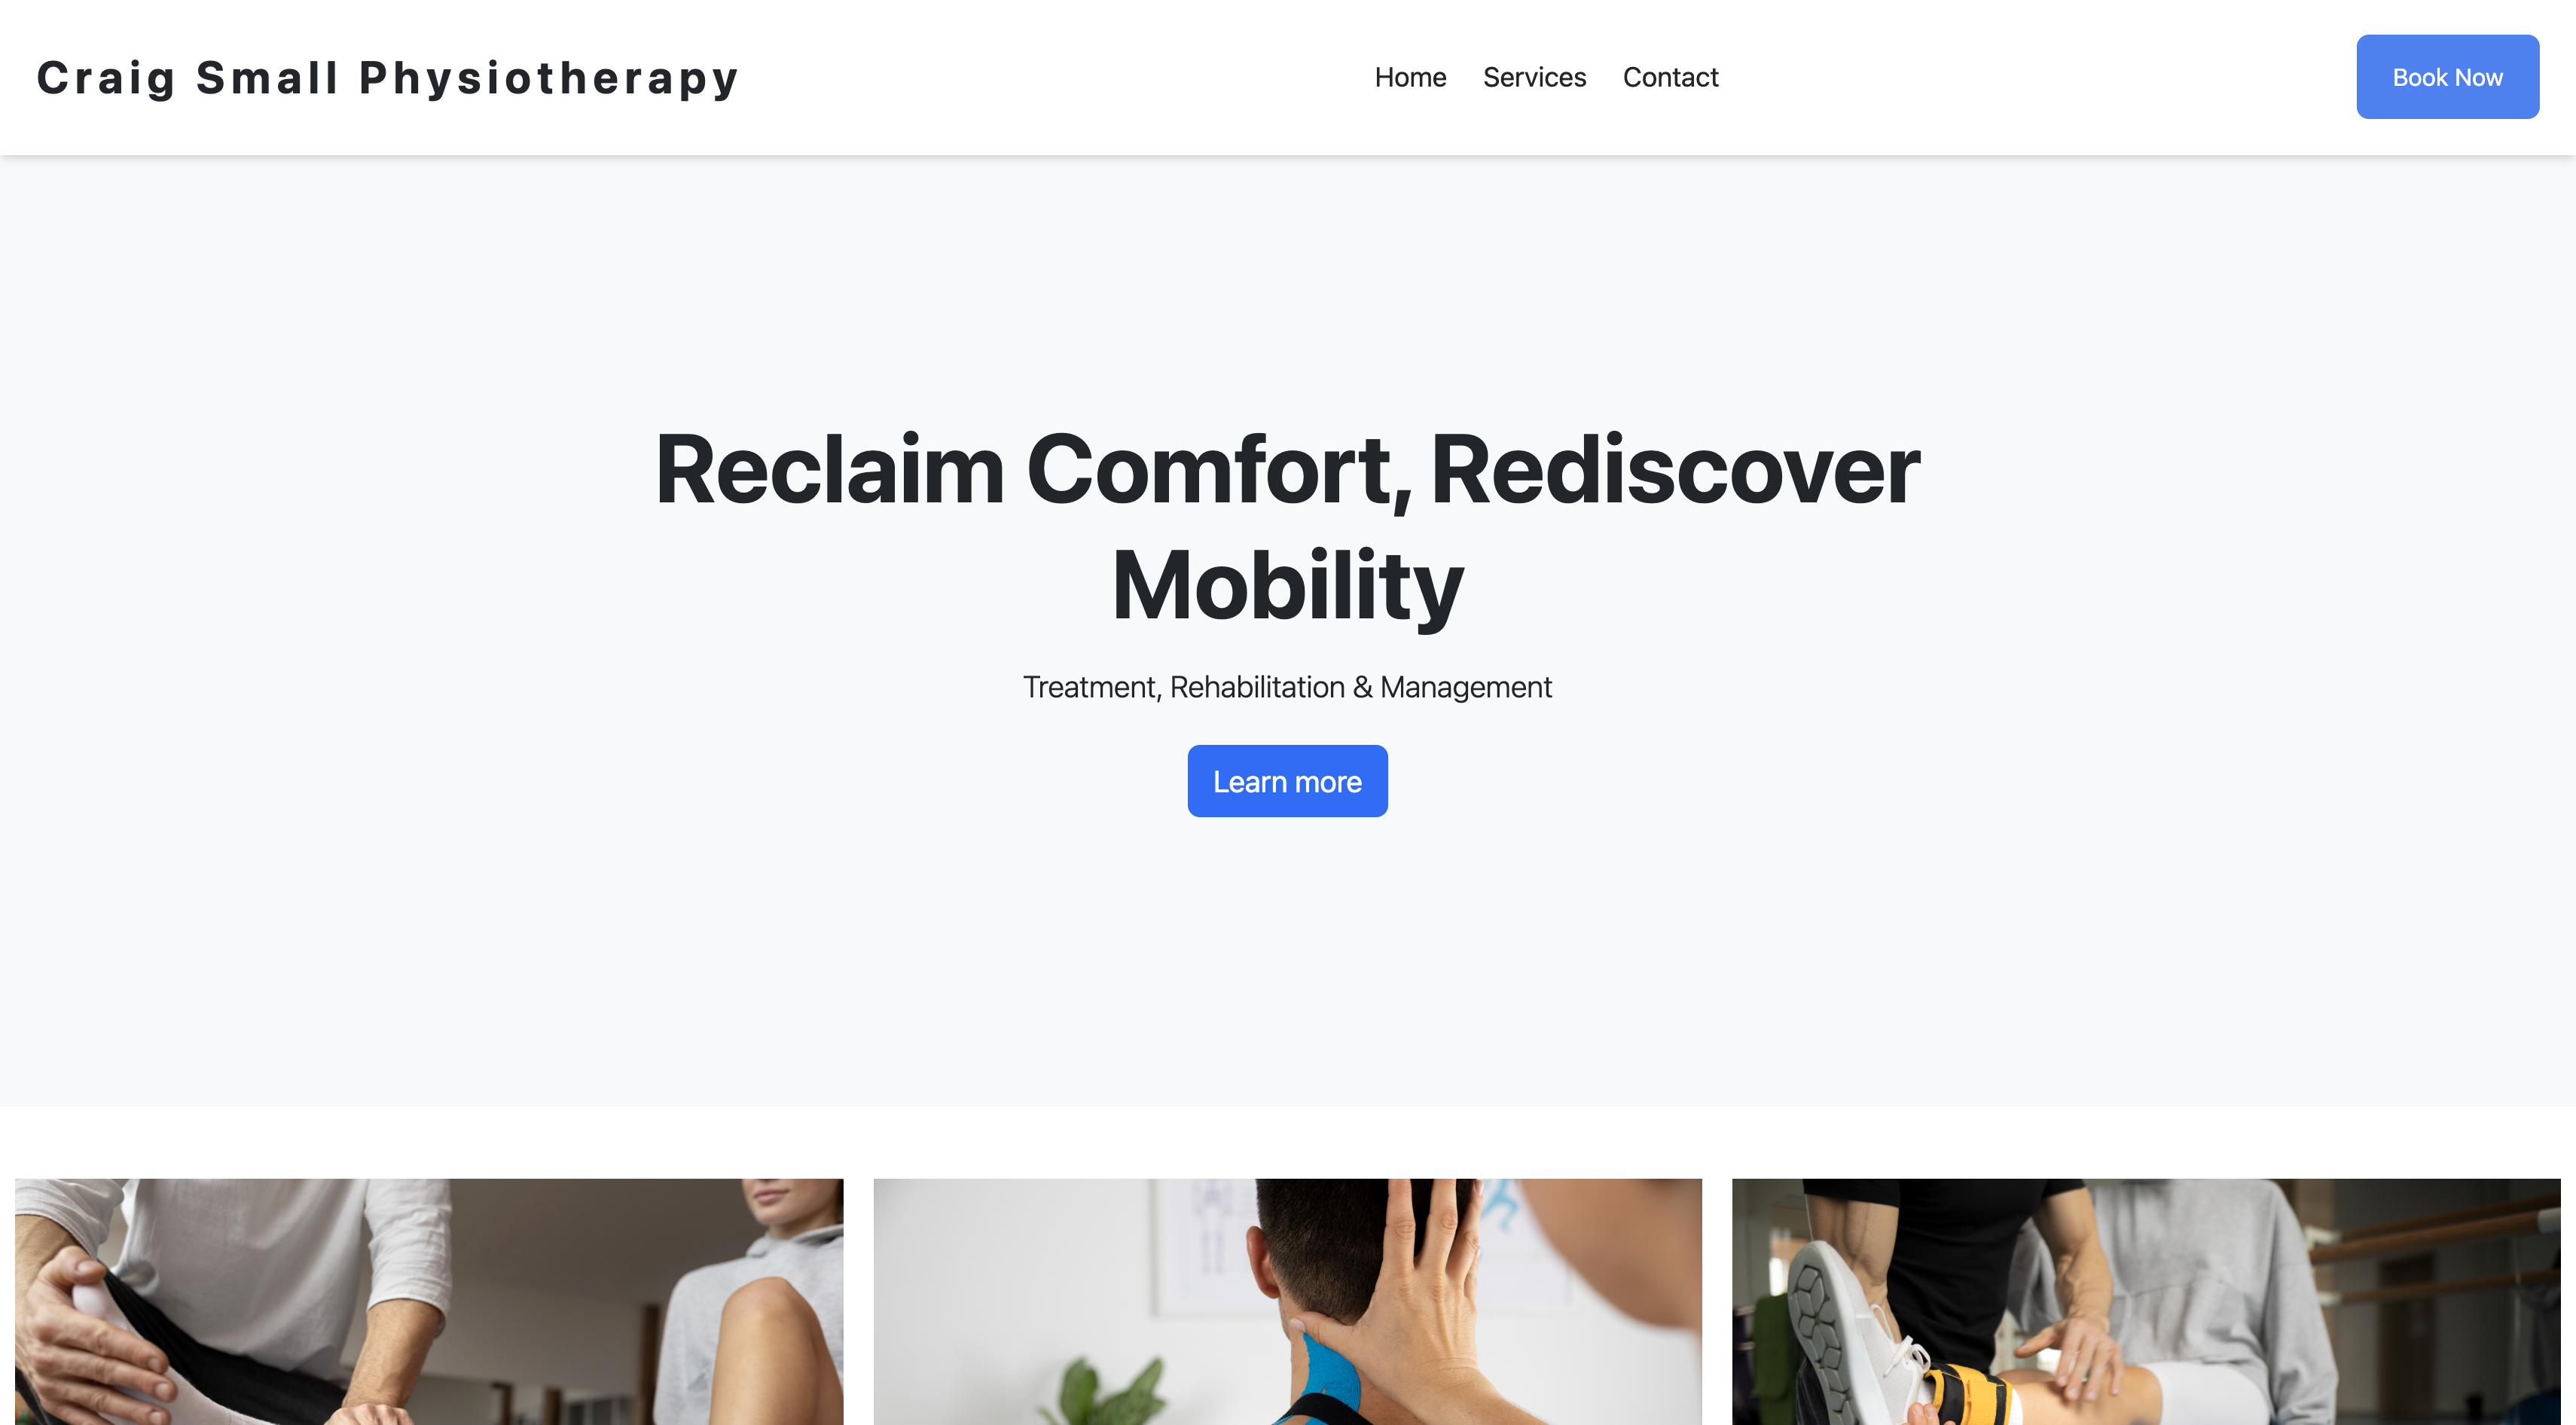 Craig Small Physiotherapy
Home Services Contact
Book Now
Reclaim Comfort, Rediscover
Mobility
Treatment, Rehabilitation & Management
Learn more